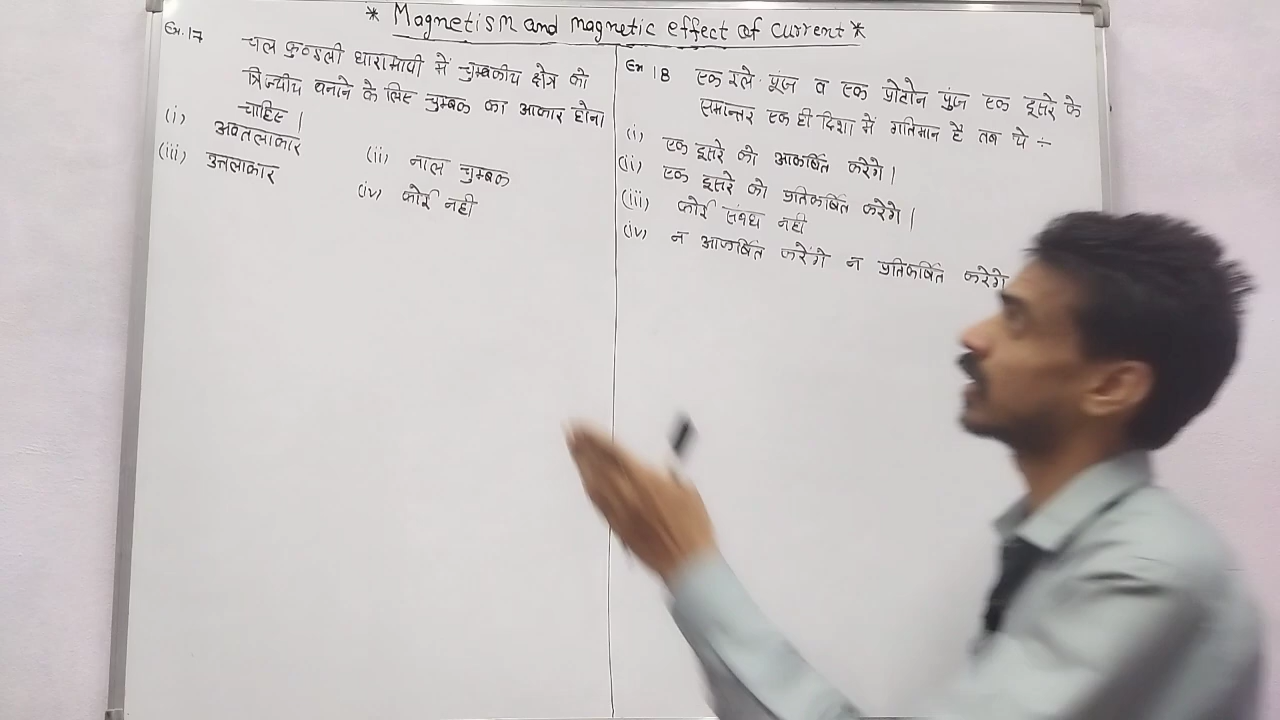 * Magnetism and magnetic effect of current *
Ex. 17 चल कुण्डली धारामापी में चुम्बकीय क्षेत्र को
त्रिज्यीय बनाने के लिए चुम्बक का आकार होना
चाहिए |
(i) अवतलाकार
(ii) नाल चुम्बक
(iii) उत्तलाकार
(iv) कोई नही
Ex 18 एक पुंज व एक प्रोटोन पुंज एक दूसरे के
समान्तर एक ही दिशा में गतिमान हैं तब ये ÷
(i) एक दूसरे को आकर्षित करेंगे |
(ii) एक दूसरे को प्रतिकर्षित करेगे |
(iii) कोई संबध नही
(iv) न आकर्षित करेंगे न प्रतिकर्षित करेगे